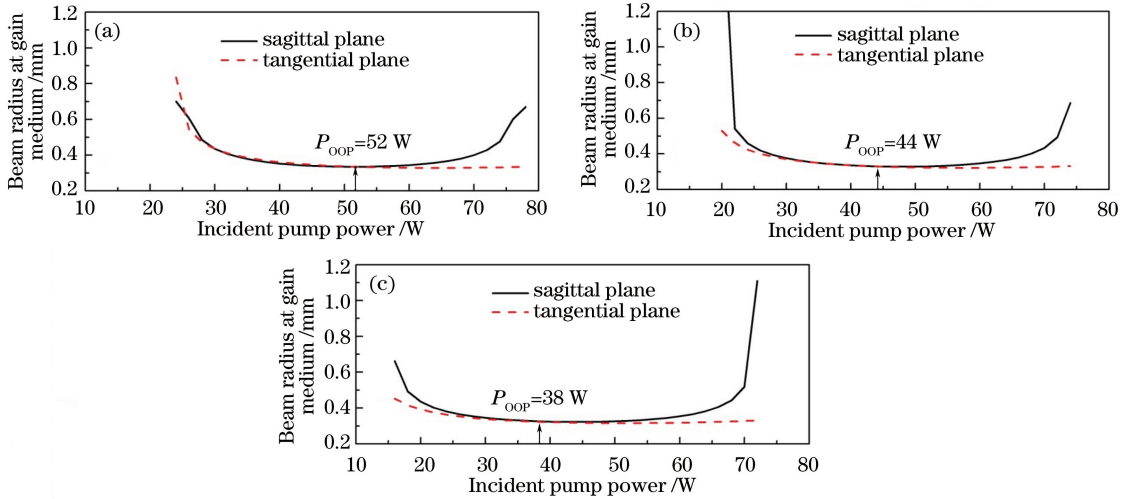 (a)
Beam radius at gain
medium /mm
1.2
1.0
0.8
0.6
0.4
0.2
sagittal plane
tangential plane
P_OOP=52 W
10 20 30 40 50 60 70 80
Incident pump power /W
(b)
Beam radius at gain
medium /mm
1.2
1.0
0.8
0.6
0.4
0.2
sagittal plane
tangential plane
P_OOP=44 W
10 20 30 40 50 60 70 80
Incident pump power /W
(c)
Beam radius at gain
medium /mm
1.2
1.0
0.8
0.6
0.4
0.2
sagittal plane
tangential plane
P_OOP=38 W
10 20 30 40 50 60 70 80
Incident pump power /W